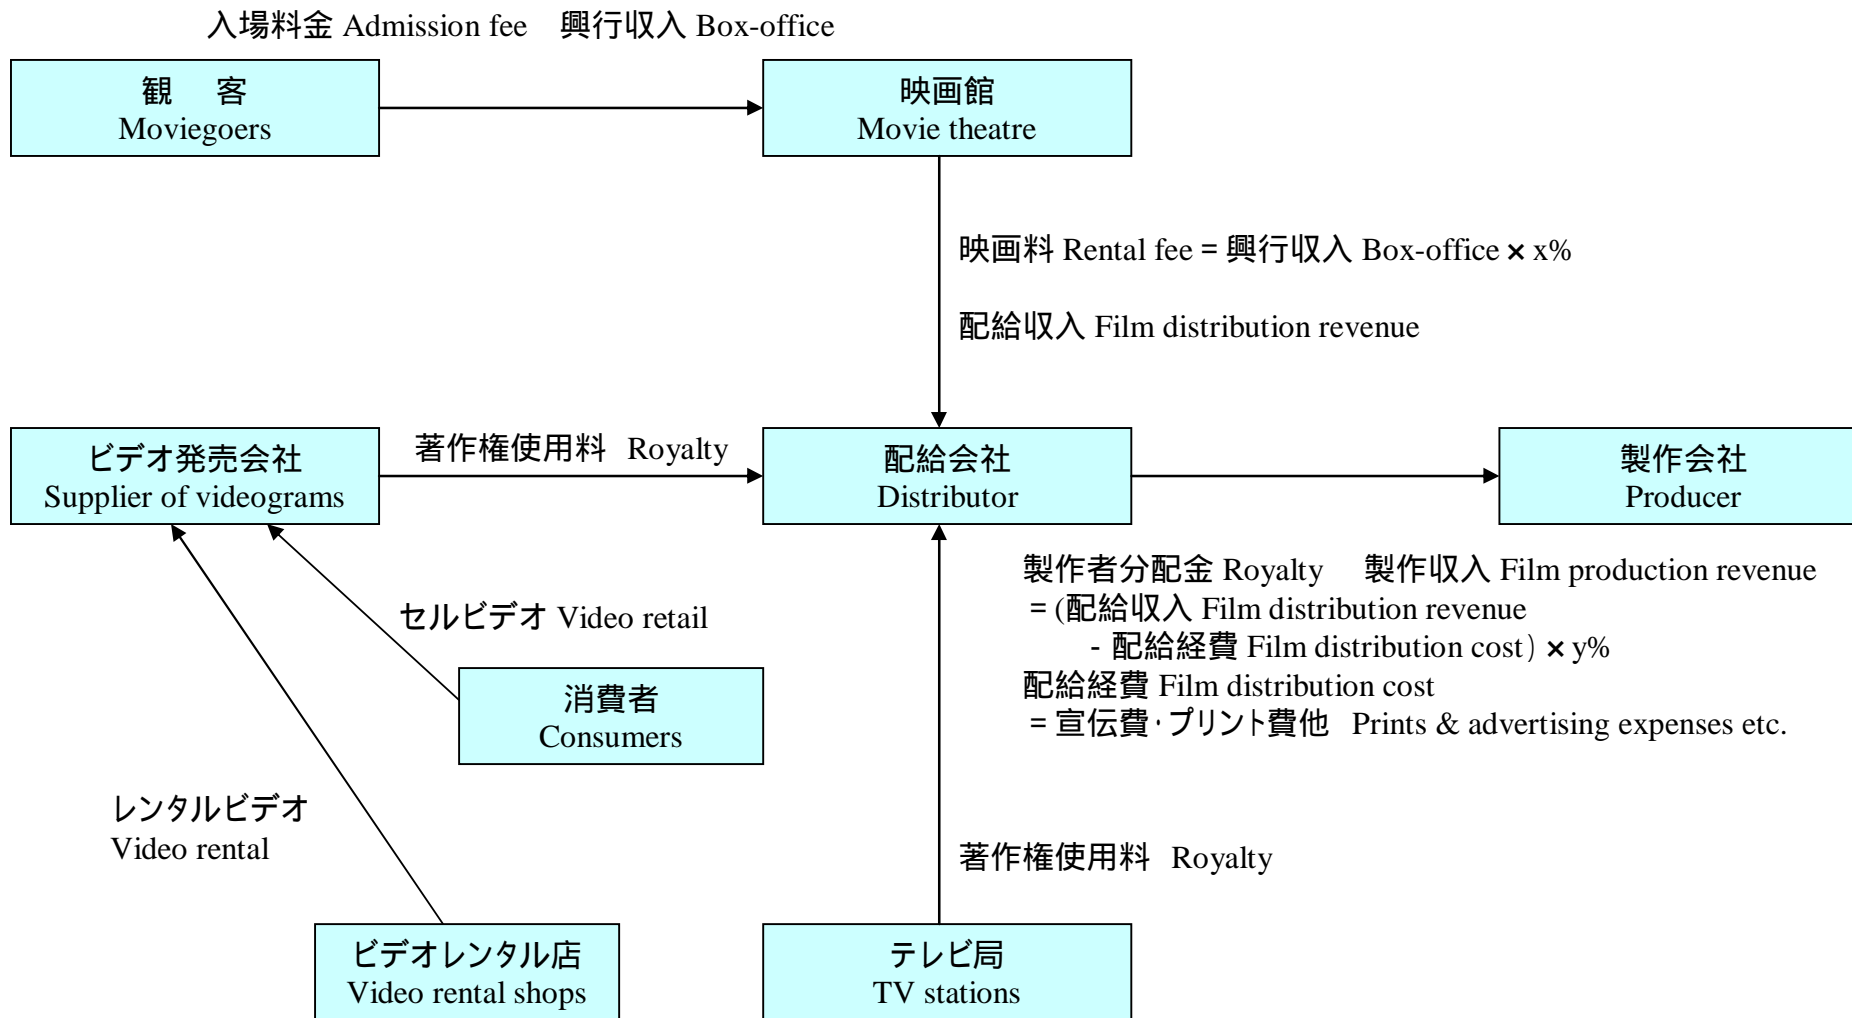 入場料金 Admission fee　興行収入 Box-office
観　客
Moviegoers
映画館
Movie theatre
映画料 Rental fee = 興行収入 Box-office × x%
配給収入 Film distribution revenue
ビデオ発売会社
Supplier of videograms
著作権使用料　Royalty
配給会社
Distributor
製作会社
Producer
製作者分配金 Royalty　製作収入 Film production revenue
= (配給収入 Film distribution revenue
- 配給経費 Film distribution cost) × y%
配給経費 Film distribution cost
= 宣伝費・プリント費他　Prints & advertising expenses etc.
セルビデオ Video retail
消費者
Consumers
レンタルビデオ
Video rental
著作権使用料　Royalty
ビデオレンタル店
Video rental shops
テレビ局
TV stations